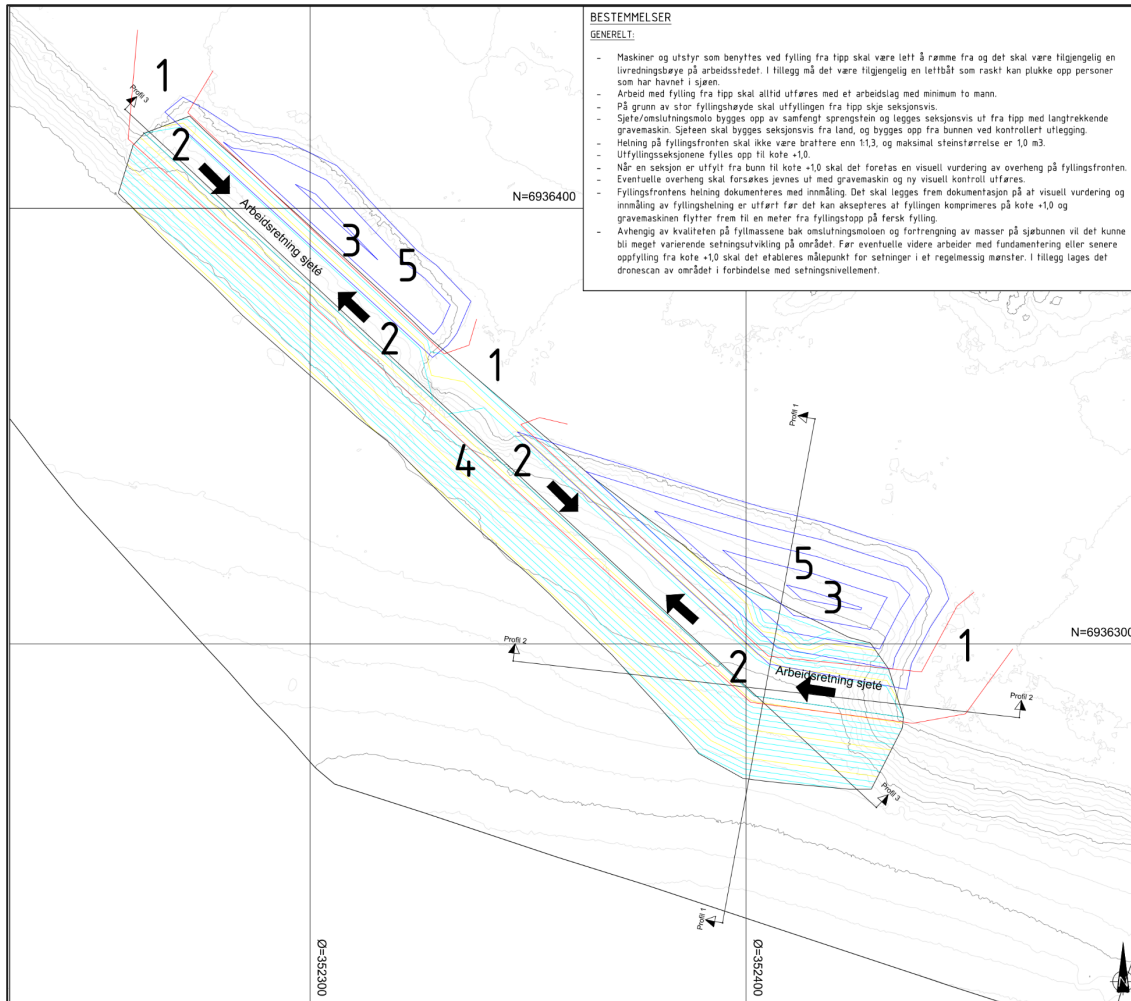 BESTEMMELSER
GENERELT:
- Maskiner og utstyr som benyttes ved fylling fra tipp skal være lett å rømme fra og det skal være tilgjengelig en
livredningsbøye på arbeidsstedet. I tillegg må det være tilgjengelig en lettbåt som raskt kan plukke opp personer
som har havnet i sjøen.
- Arbeid med fylling fra tipp skal alltid utføres med et arbeidslag med minimum to mann.
- På grunn av stor fyllingshøyde skal utfyllingen fra tipp skje seksjonsvis.
- Sjete/omslutningsmolo bygges opp av samfengt sprengstein og legges seksjonsvis ut fra tipp med langtrekkende
gravemaskin. Sjeteen skal bygges seksjonsvis fra land, og bygges opp fra bunnen ved kontrollert utlegging.
- Helning på fyllingsfronten skal ikke være brattere enn 1:1,3, og maksimal steinstørrelse er 1,0 m3.
- Utfyllingsseksjonene fylles opp til kote +1,0.
- Når en seksjon er utfylt fra bunn til kote +1,0 skal det foretas en visuell vurdering av overheng på fyllingsfronten.
- Eventuelle overheng skal forsøkes jevnes ut med gravemaskin og ny visuell kontroll utføres.
- Fyllingsfrontens helning dokumenteres med innmåling. Det skal legges frem dokumentasjon på at visuell vurdering og
innmåling av fyllingshelning er utført før det kan aksepteres at fyllingen komprimeres på kote +1,0 og
gravemaskinen flytter frem til en meter fra fyllingstopp på fersk fylling.
- Avhengig av kvaliteten på fyllmassene bak omslutningsmoloen og fortrengning av masser på sjøbunnen vil det kunne
bli meget varierende setningsutvikling på området. Før eventuelle videre arbeider med fundamentering eller senere
oppfylling fra kote +1,0 skal det etableres målepunkt for setninger i et regelmessig mønster. I tillegg lages det
dronescan av området i forbindelse med setningsnivellement.
1
Profil 3
2
N=6936400
3
5
Arbeidsretning sjeté
2
1
Profil 1
4
2
5
3
N=6936300
Profil 2
1
2
Arbeidsretning sjeté
Profil 2
Profil 3
Profil 1
Ø=352300
Ø=352400
N